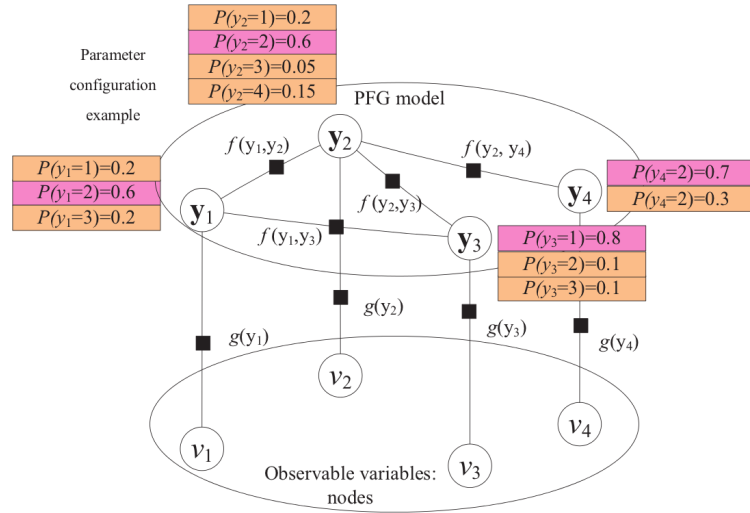 P(y2=1)=0.2
P(y2=2)=0.6
P(y2=3)=0.05
P(y2=4)=0.15
Parameter
configuration
example
PFG model
f(y1,y2)
y2
f(y2, y4)
P(y1=1)=0.2
P(y1=2)=0.6
P(y1=3)=0.2
P(y4=2)=0.7
P(y4=2)=0.3
y1
f(y2,y3)
y4
f(y1,y3)
y3
P(y3=1)=0.8
P(y3=2)=0.1
P(y3=3)=0.1
g(y1)
g(y2)
g(y3)
g(y4)
v1
v2
v3
v4
Observable variables:
nodes